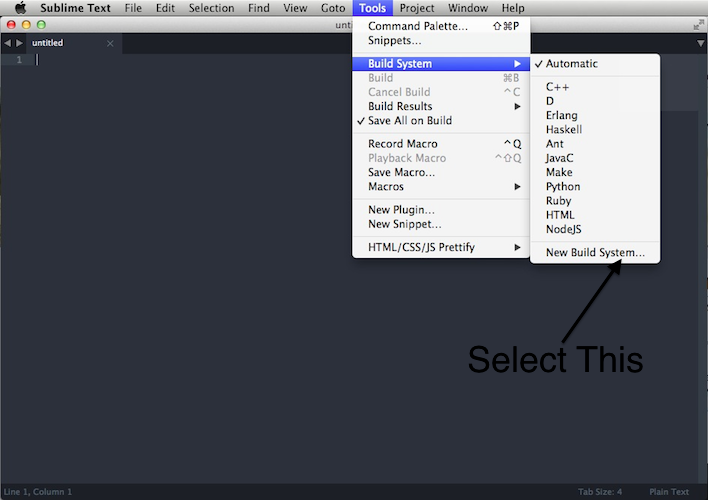 Sublime Text File Edit Selection Find View Goto Tools Project Window Help
untitled
1
Command Palette... ⇧⌘P
Snippets...
Build System ▶
Build ⌘B
Cancel Build ^C
Build Results ▶
✓ Save All on Build
Record Macro ^Q
Playback Macro ^⇧Q
Save Macro...
Macros ▶
New Plugin...
New Snippet...
HTML/CSS/JS Prettify ▶
✓ Automatic
C++
D
Erlang
Haskell
Ant
JavaC
Make
Python
Ruby
HTML
NodeJS
New Build System...
Select This
Line 1, Column 1 Tab Size: 4 Plain Text